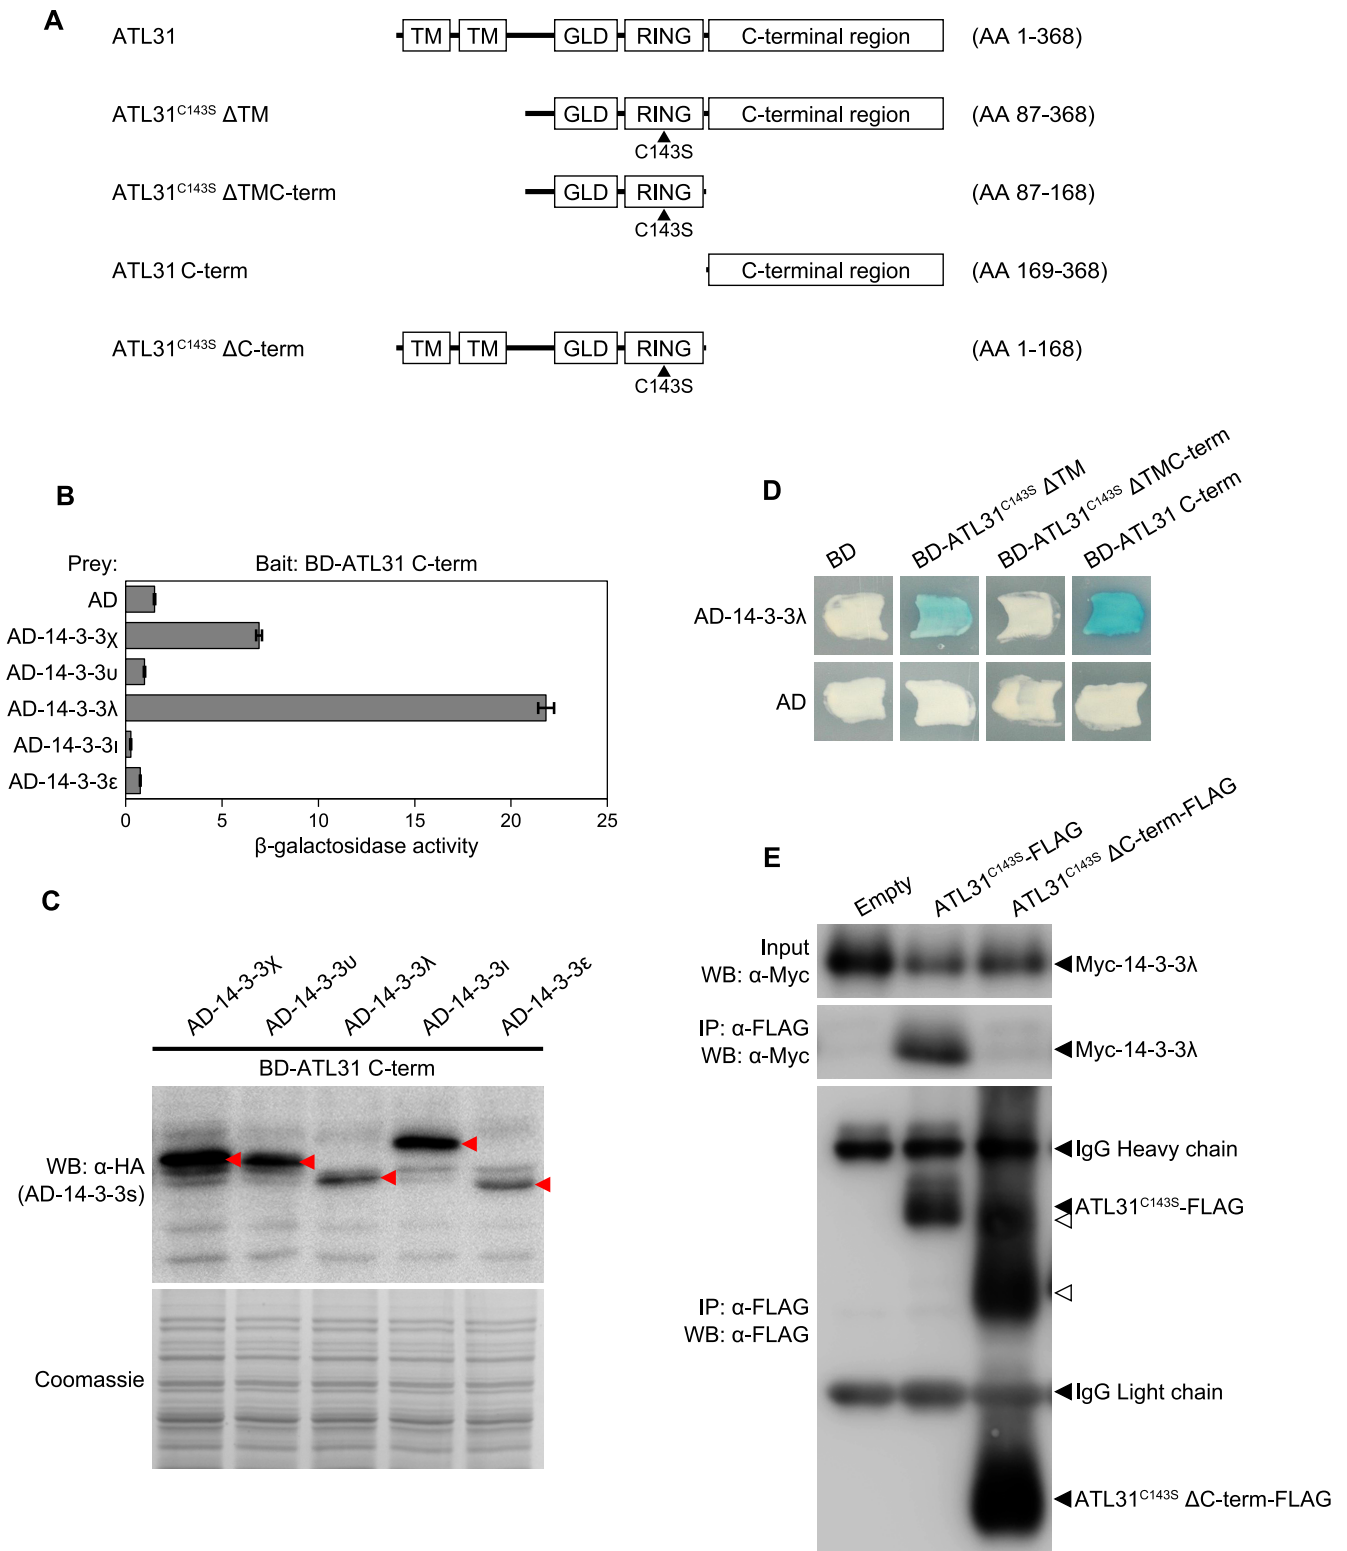 A
ATL31 TM TM GLD RING C-terminal region (AA 1-368)
ATL31C143S ΔTM GLD RING C-terminal region (AA 87-368)
C143S
ATL31C143S ΔTMC-term GLD RING (AA 87-168)
C143S
ATL31 C-term C-terminal region (AA 169-368)
ATL31C143S ΔC-term TM TM GLD RING (AA 1-168)
C143S
B
Prey: Bait: BD-ATL31 C-term
AD
AD-14-3-3χ
AD-14-3-3υ
AD-14-3-3λ
AD-14-3-3ι
AD-14-3-3ε
0 5 10 15 20 25
β-galactosidase activity
C
AD-14-3-3χ
AD-14-3-3υ
AD-14-3-3λ
AD-14-3-3ι
AD-14-3-3ε
BD-ATL31 C-term
WB: α-HA
(AD-14-3-3s)
Coomassie
D
BD
BD-ATL31C143S ΔTM
BD-ATL31C143S ΔTMC-term
BD-ATL31 C-term
AD-14-3-3λ
AD
E
Empty
ATL31C143S-FLAG
ATL31C143S ΔC-term-FLAG
Input
WB: α-Myc
Myc-14-3-3λ
IP: α-FLAG
WB: α-Myc
Myc-14-3-3λ
IgG Heavy chain
ATL31C143S-FLAG
IP: α-FLAG
WB: α-FLAG
IgG Light chain
ATL31C143S ΔC-term-FLAG